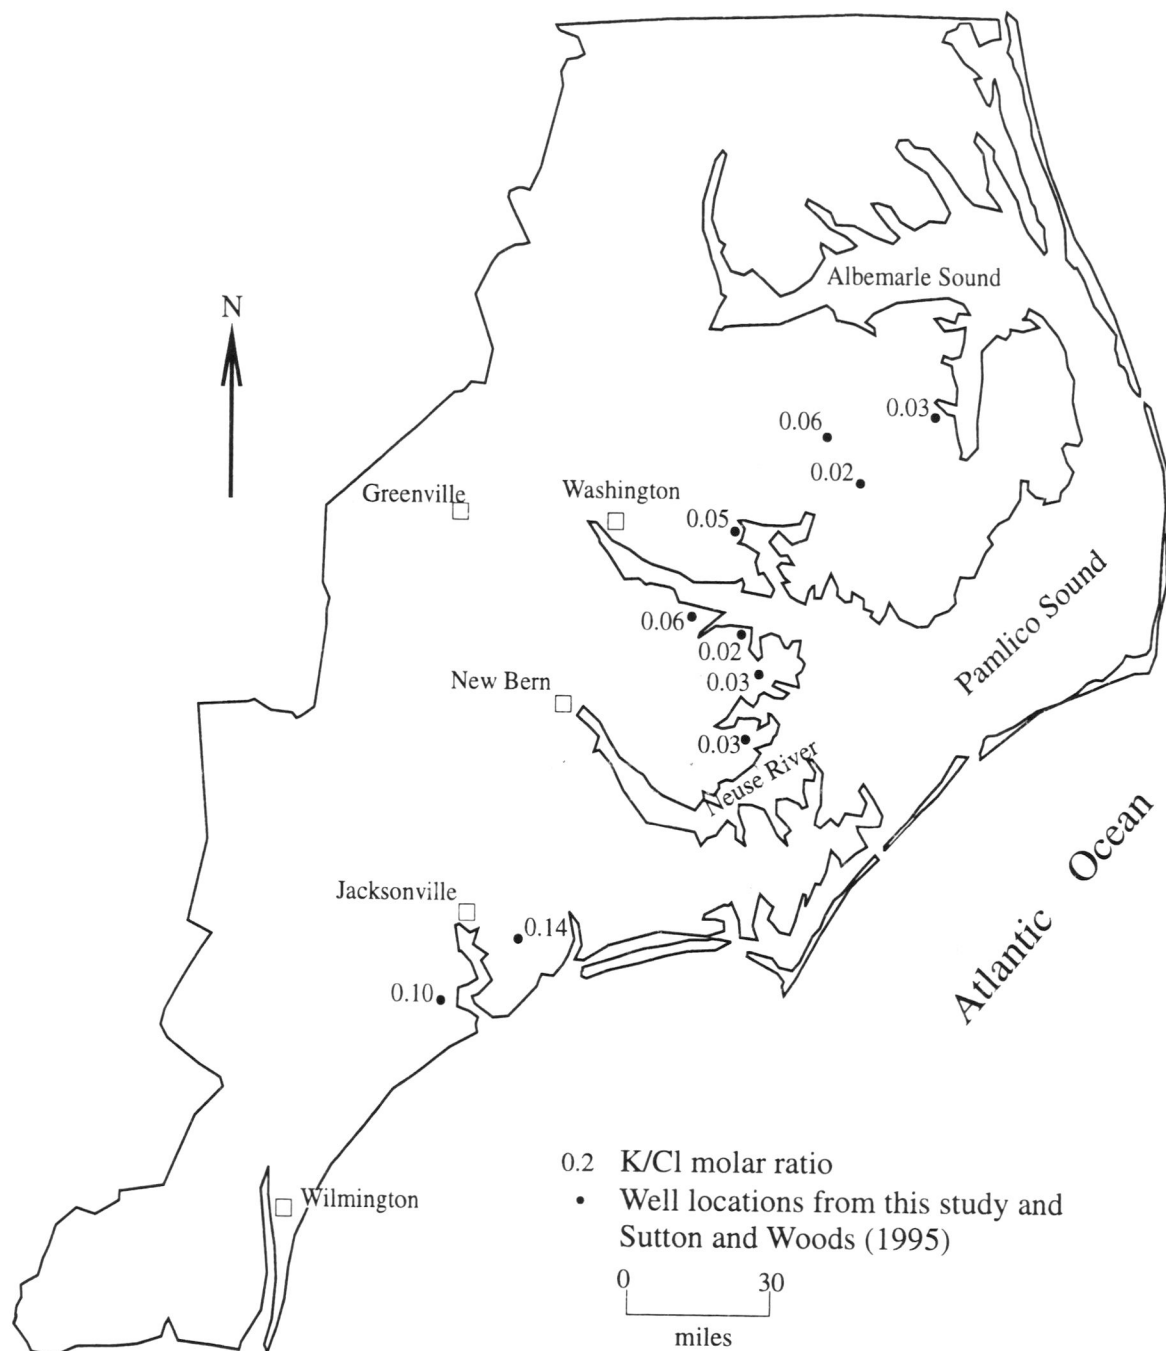 N
Albemarle Sound
0.03
0.06
0.02
Greenville
Washington
0.05
0.06
0.02
0.03
New Bern
0.03
Neuse River
Pamlico Sound
Atlantic Ocean
Jacksonville
0.14
0.10
Wilmington
0.2 K/Cl molar ratio
• Well locations from this study and
Sutton and Woods (1995)
0 30
miles